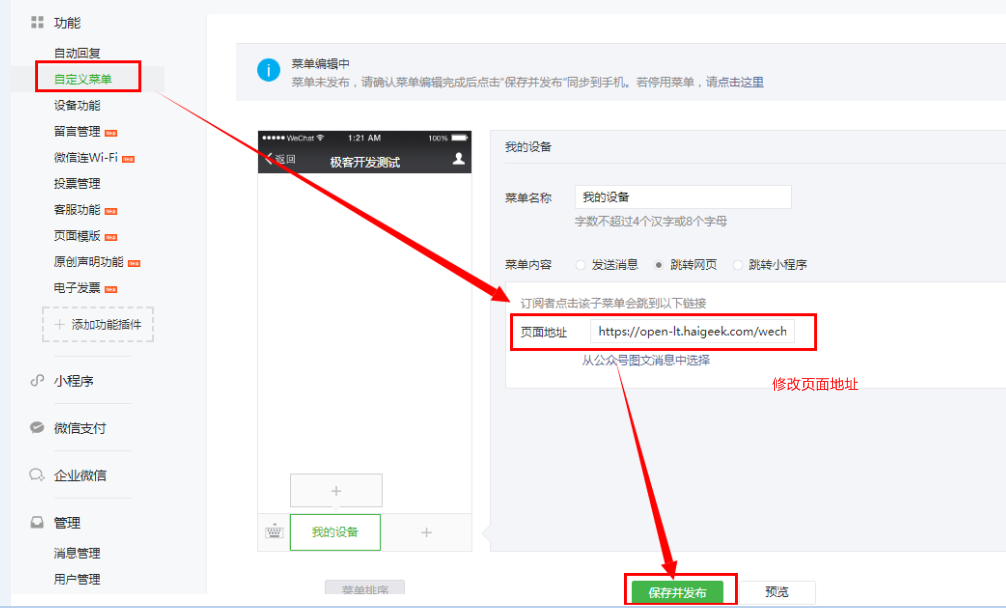 功能
自动回复
自定义菜单
设备功能
留言管理
微信连Wi-Fi
投票管理
客服功能
页面模版
原创声明功能
电子发票
+ 添加功能插件
小程序
微信支付
企业微信
管理
消息管理
用户管理
菜单编辑中
菜单未发布，请确认菜单编辑完成后点击“保存并发布”同步到手机。若停用菜单，请点击这里
WeChat 1:21 AM 100%
返回 极客开发测试
+
我的设备 +
菜单排序
我的设备
菜单名称 我的设备
字数不超过4个汉字或8个字母
菜单内容 发送消息 跳转网页 跳转小程序
订阅者点击该子菜单会跳到以下链接
页面地址 https://open-lt.haigeek.com/wech
从公众号图文消息中选择
修改页面地址
保存并发布 预览